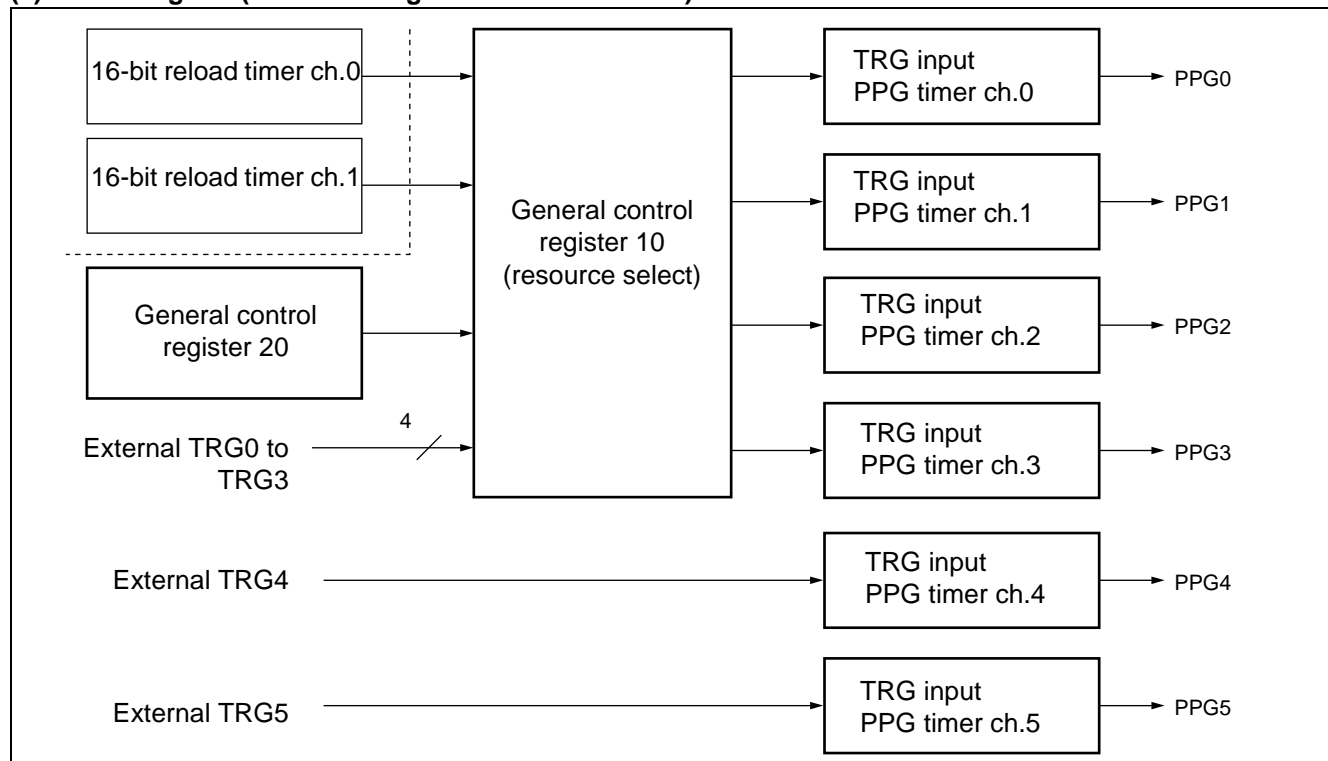 16-bit reload timer ch.0
16-bit reload timer ch.1
General control
register 20
External TRG0 to
TRG3
4
External TRG4
External TRG5
General control
register 10
(resource select)
TRG input
PPG timer ch.0
PPG0
TRG input
PPG timer ch.1
PPG1
TRG input
PPG timer ch.2
PPG2
TRG input
PPG timer ch.3
PPG3
TRG input
PPG timer ch.4
PPG4
TRG input
PPG timer ch.5
PPG5